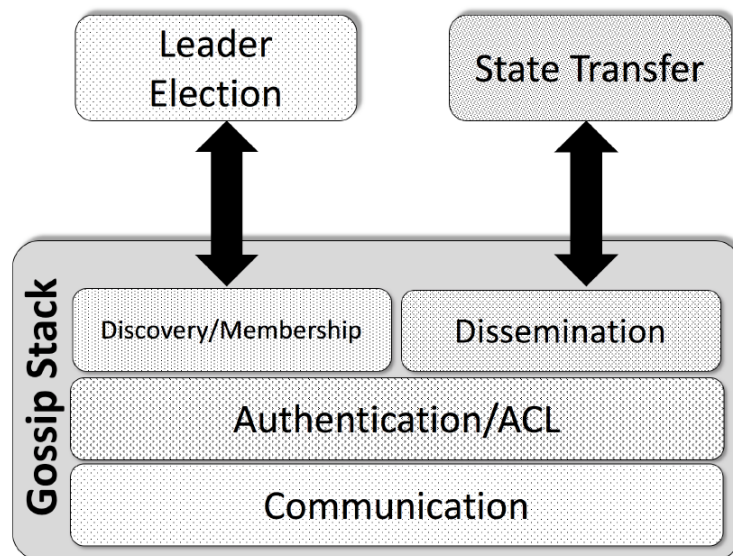 Leader
Election
State Transfer
Gossip Stack
Discovery/Membership
Dissemination
Authentication/ACL
Communication